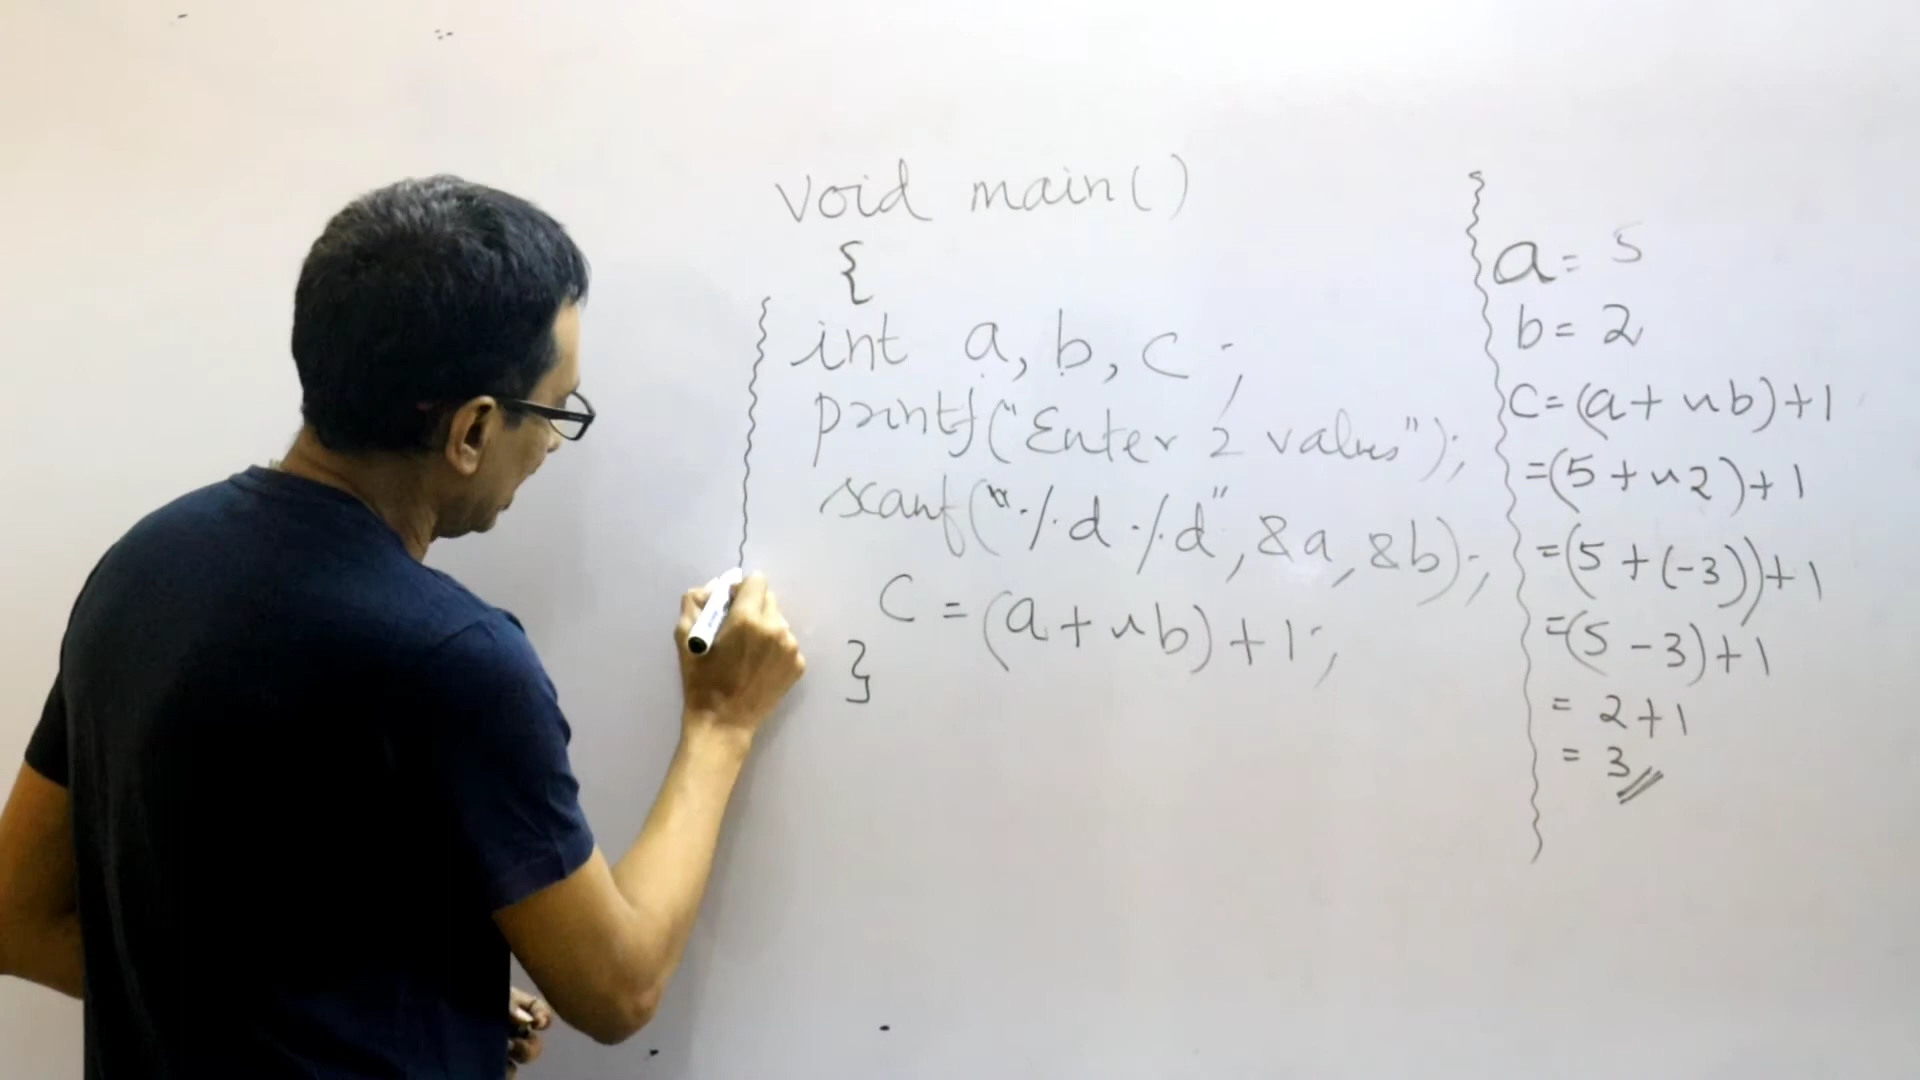 void main()
{
int a, b, c ;
printf("Enter 2 values");
scanf("%d %d", &a, &b);
C = (a + ~b) + 1 ;
}
a = 5
b = 2
C = (a + ~b) + 1
= (5 + ~2) + 1
= (5 + (-3)) + 1
= (5 - 3) + 1
= 2 + 1
= 3